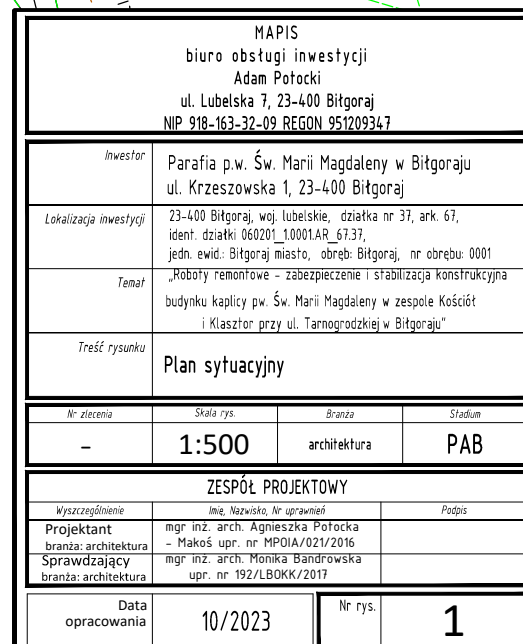 MAPIS
biuro obsługi inwestycji
Adam Potocki
ul. Lubelska 7, 23-400 Biłgoraj
NIP 918-163-32-09 REGON 951209347
Inwestor
Parafia p.w. Św. Marii Magdaleny w Biłgoraju
ul. Krzeszowska 1, 23-400 Biłgoraj
Lokalizacja inwestycji
23-400 Biłgoraj, woj. lubelskie, działka nr 37, ark. 67,
ident. działki 060201_1.0001.AR_67.37,
jedn. ewid.: Biłgoraj miasto, obręb: Biłgoraj, nr obrębu: 0001
Temat
„Roboty remontowe - zabezpieczenie i stabilizacja konstrukcyjna
budynku kaplicy pw. Św. Marii Magdaleny w zespole Kościół
i Klasztor przy ul. Tarnogrodzkiej w Biłgoraju"
Treść rysunku
Plan sytuacyjny
Nr zlecenia Skala rys. Branża Stadium
- 1:500 architektura PAB
ZESPÓŁ PROJEKTOWY
Wyszczególnienie Imię, Nazwisko, Nr uprawnień Podpis
Projektant
branża: architektura
mgr inż. arch. Agnieszka Potocka
- Makoś upr. nr MPOIA/021/2016
Sprawdzający
branża: architektura
mgr inż. arch. Monika Bandrowska
upr. nr 192/LBOKK/2017
Data
opracowania
10/2023
Nr rys.
1